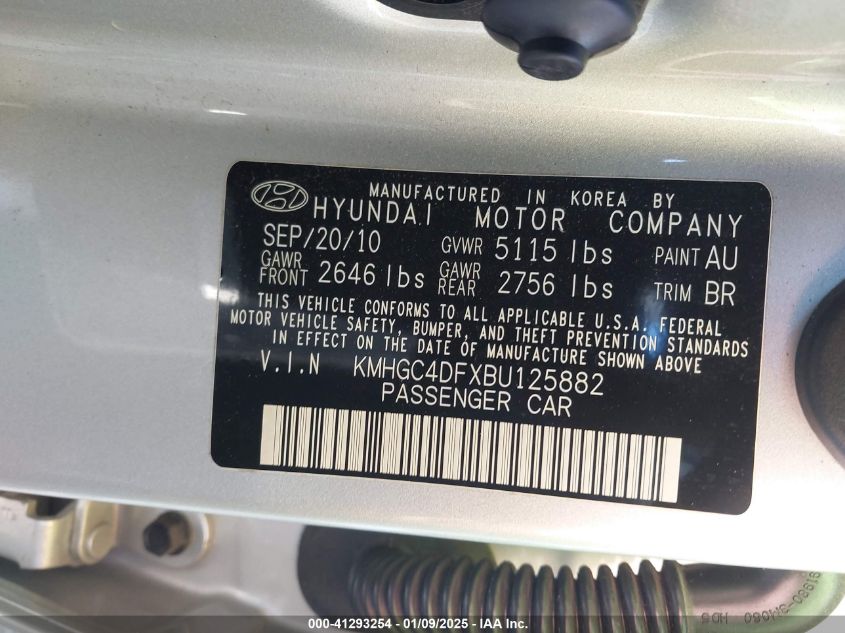 MANUFACTURED IN KOREA BY
HYUNDAI MOTOR COMPANY
SEP/20/10 GVWR 5115 lbs PAINT AU
GAWR FRONT 2646 lbs GAWR REAR 2756 lbs TRIM BR
THIS VEHICLE CONFORMS TO ALL APPLICABLE U.S.A. FEDERAL
MOTOR VEHICLE SAFETY, BUMPER, AND THEFT PREVENTION STANDARDS
IN EFFECT ON THE DATE OF MANUFACTURE SHOWN ABOVE
V.I.N KMHGC4DFXBU125882
PASSENGER CAR
000-41293254 - 01/09/2025 - IAA Inc.